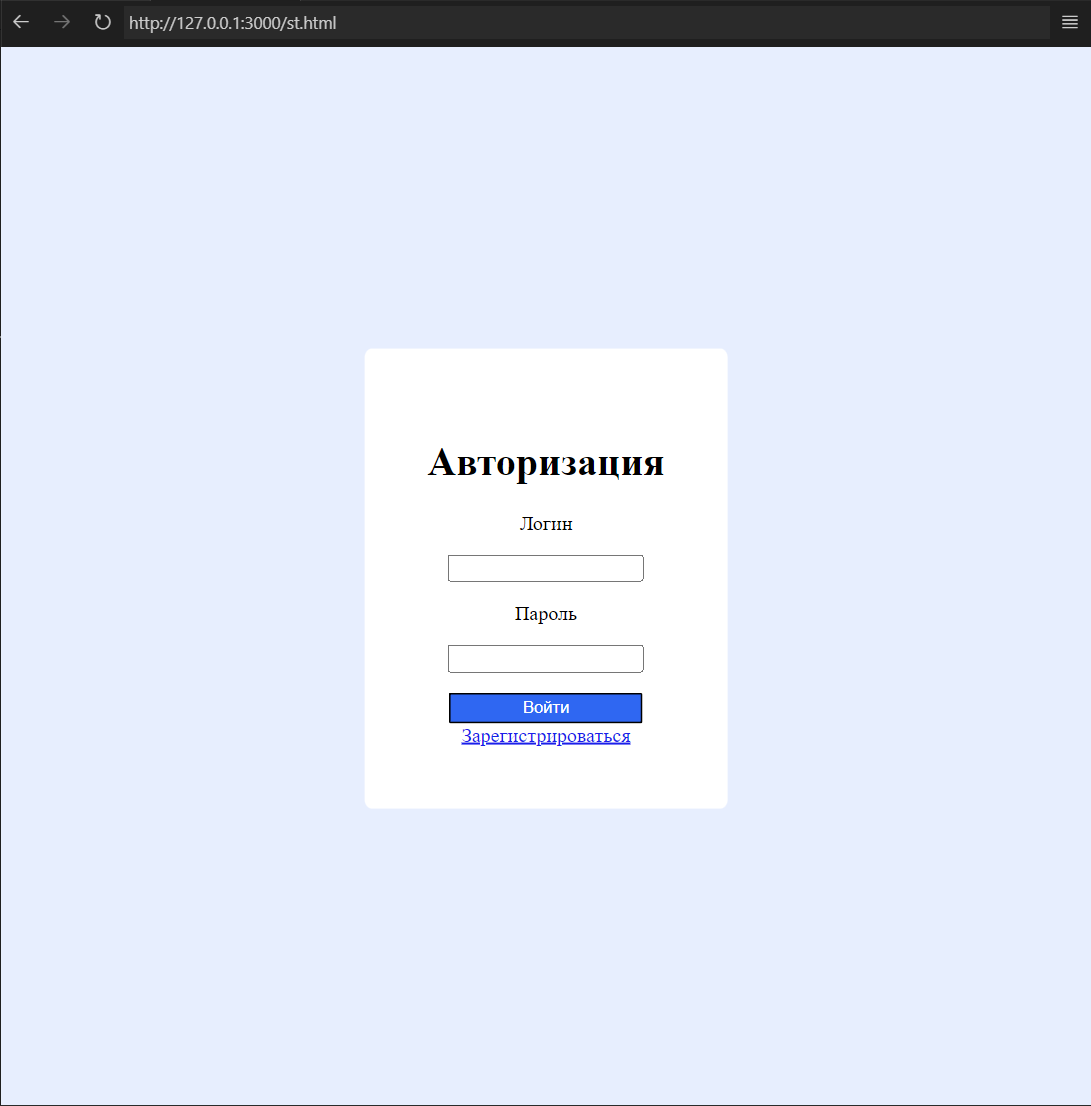 http://127.0.0.1:3000/st.html
Авторизация
Логин
Пароль
Войти
Зарегистрироваться